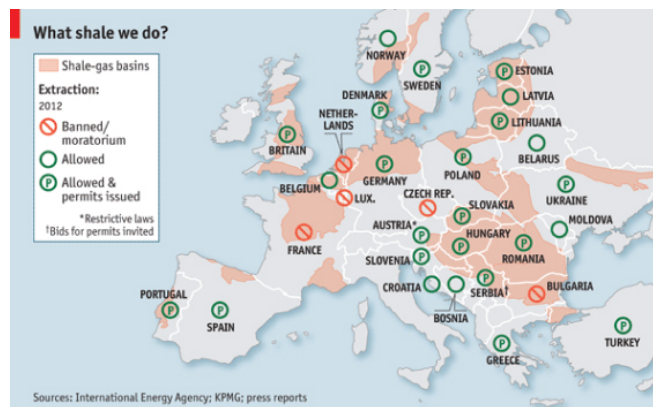 What shale we do?
Shale-gas basins
Extraction:
2012
Banned/
moratorium
Allowed
P Allowed &
permits issued
*Restrictive laws
†Bids for permits invited
NORWAY
P
SWEDEN
P
ESTONIA
LATVIA
P
LITHUANIA
DENMARK
P
NETHER-
LANDS
P
BRITAIN
BELARUS
BELGIUM
P
GERMANY
P
POLAND
LUX.
CZECH REP.
P
UKRAINE
SLOVAKIA
P
MOLDOVA
FRANCE
AUSTRIA*
P
HUNGARY
P
P
ROMANIA
SLOVENIA
P
CROATIA
BOSNIA
P
SERBIA†
BULGARIA
PORTUGAL
P
P
SPAIN
P
GREECE
P
TURKEY
Sources: International Energy Agency; KPMG; press reports